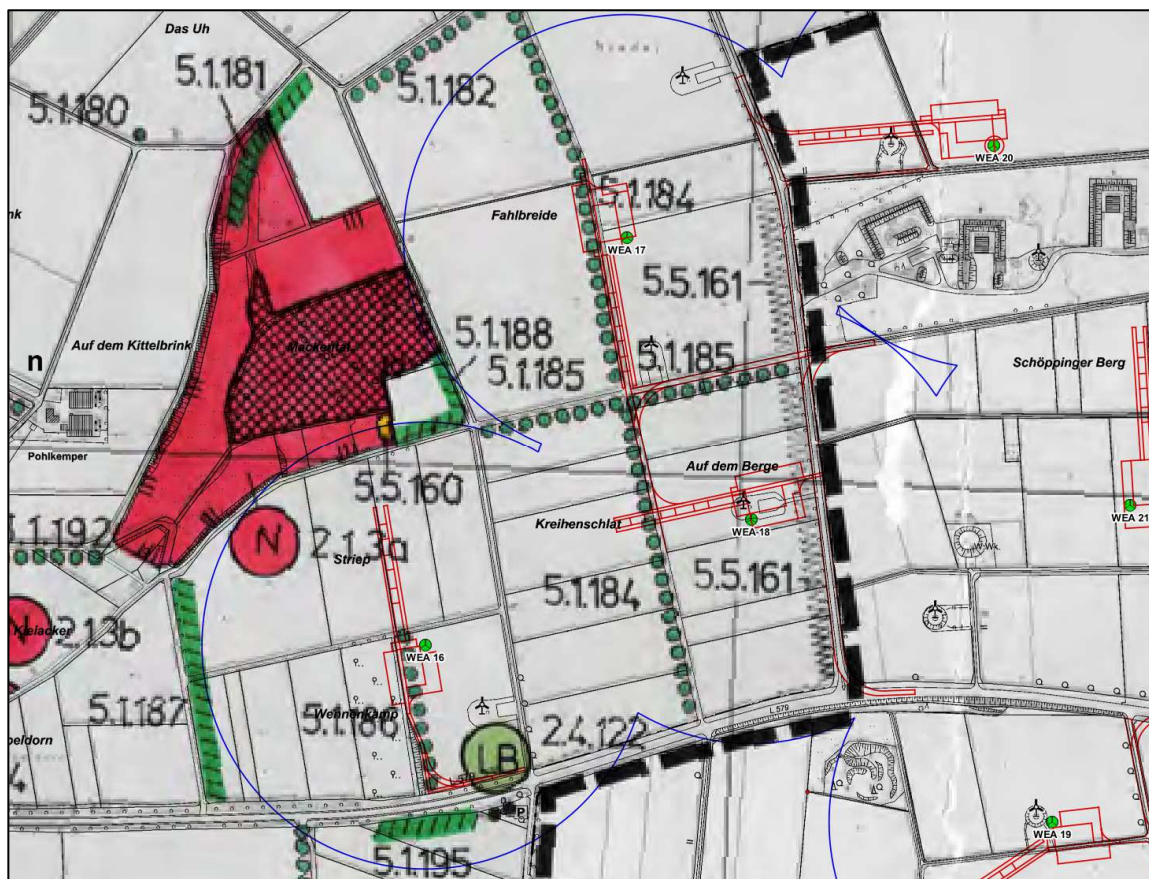 Das Uh
5.1.181
5.1.182
5.1.180
WEA 20
5.1.184
Fahlbreide
WEA 17
5.5.161
n
Auf dem Kittelbrink
Mackental
5.1.188
5.1.185
5.1.185
Schöppinger Berg
Pohlkemper
Auf dem Berge
5.5.160
WEA 21
WEA 18
Kreihenschlat
N
2.1.3a
Striep
W-Wk.
5.5.161
5.1.184
N
2.1.3b
Kielacker
WEA 16
5.1.187
5.1.186
Wennenkamp
2.4.122
L 579
LB
P
WEA 19
5.1.195